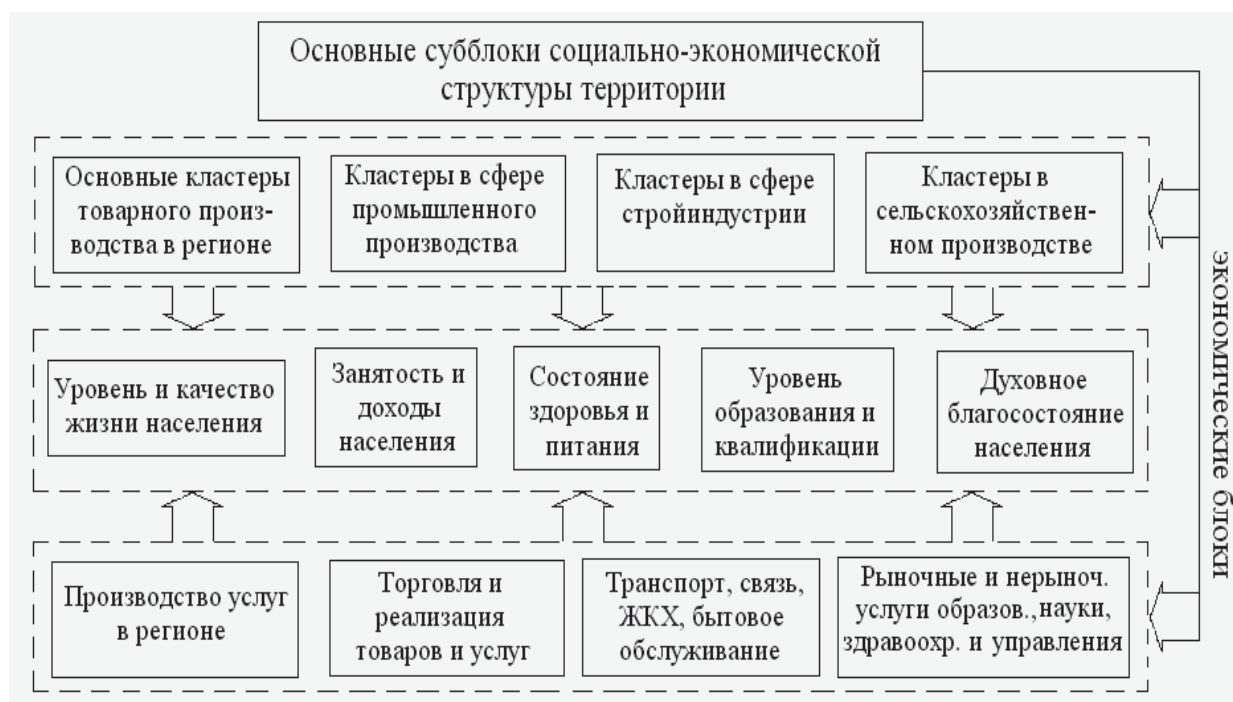 Основные субблоки социально-экономической
структуры территории
Основные кластеры
товарного произ-
водства в регионе
Кластеры в сфере
промышленного
производства
Кластеры в сфере
стройиндустрии
Кластеры в
сельскохозяйствен-
ном производстве
Уровень и качество
жизни населения
Занятость и
доходы
населения
Состояние
здоровья и
питания
Уровень
образования и
квалификации
Духовное
благосостояние
населения
Производство услуг
в регионе
Торговля и
реализация
товаров и услуг
Транспорт, связь,
ЖКХ, бытовое
обслуживание
Рыночные и нерыноч.
услуги образов.,науки,
здравоохр. и управления
экономические блоки